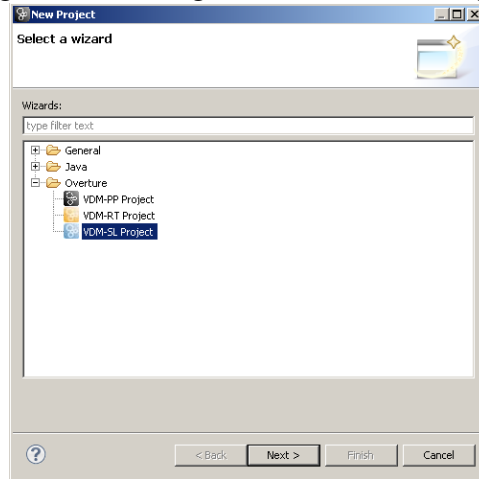 New Project
Select a wizard
Wizards:
type filter text
General
Java
Overture
VDM-PP Project
VDM-RT Project
VDM-SL Project
< Back Next > Finish Cancel